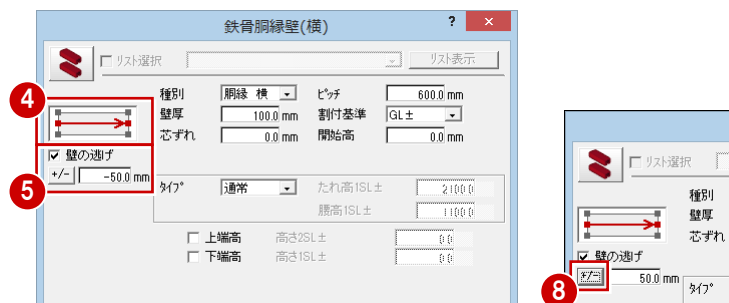 鉄骨胴縁壁(横)
? ×
リスト選択 リスト表示
4
種別 胴縁 横 ピッチ 600.0 mm
壁厚 100.0 mm 割付基準 GL±
芯ずれ 0.0 mm 開始高 0.0 mm
壁の逃げ
5
+/- -50.0 mm
タイプ 通常 たれ高1SL± 2100.0
腰高1SL± 1100.0
上端高 高さ2SL± 0.0
下端高 高さ1SL± 0.0
リスト選択
種別
壁厚
芯ずれ
壁の逃げ
8
+/- 50.0 mm
タイプ